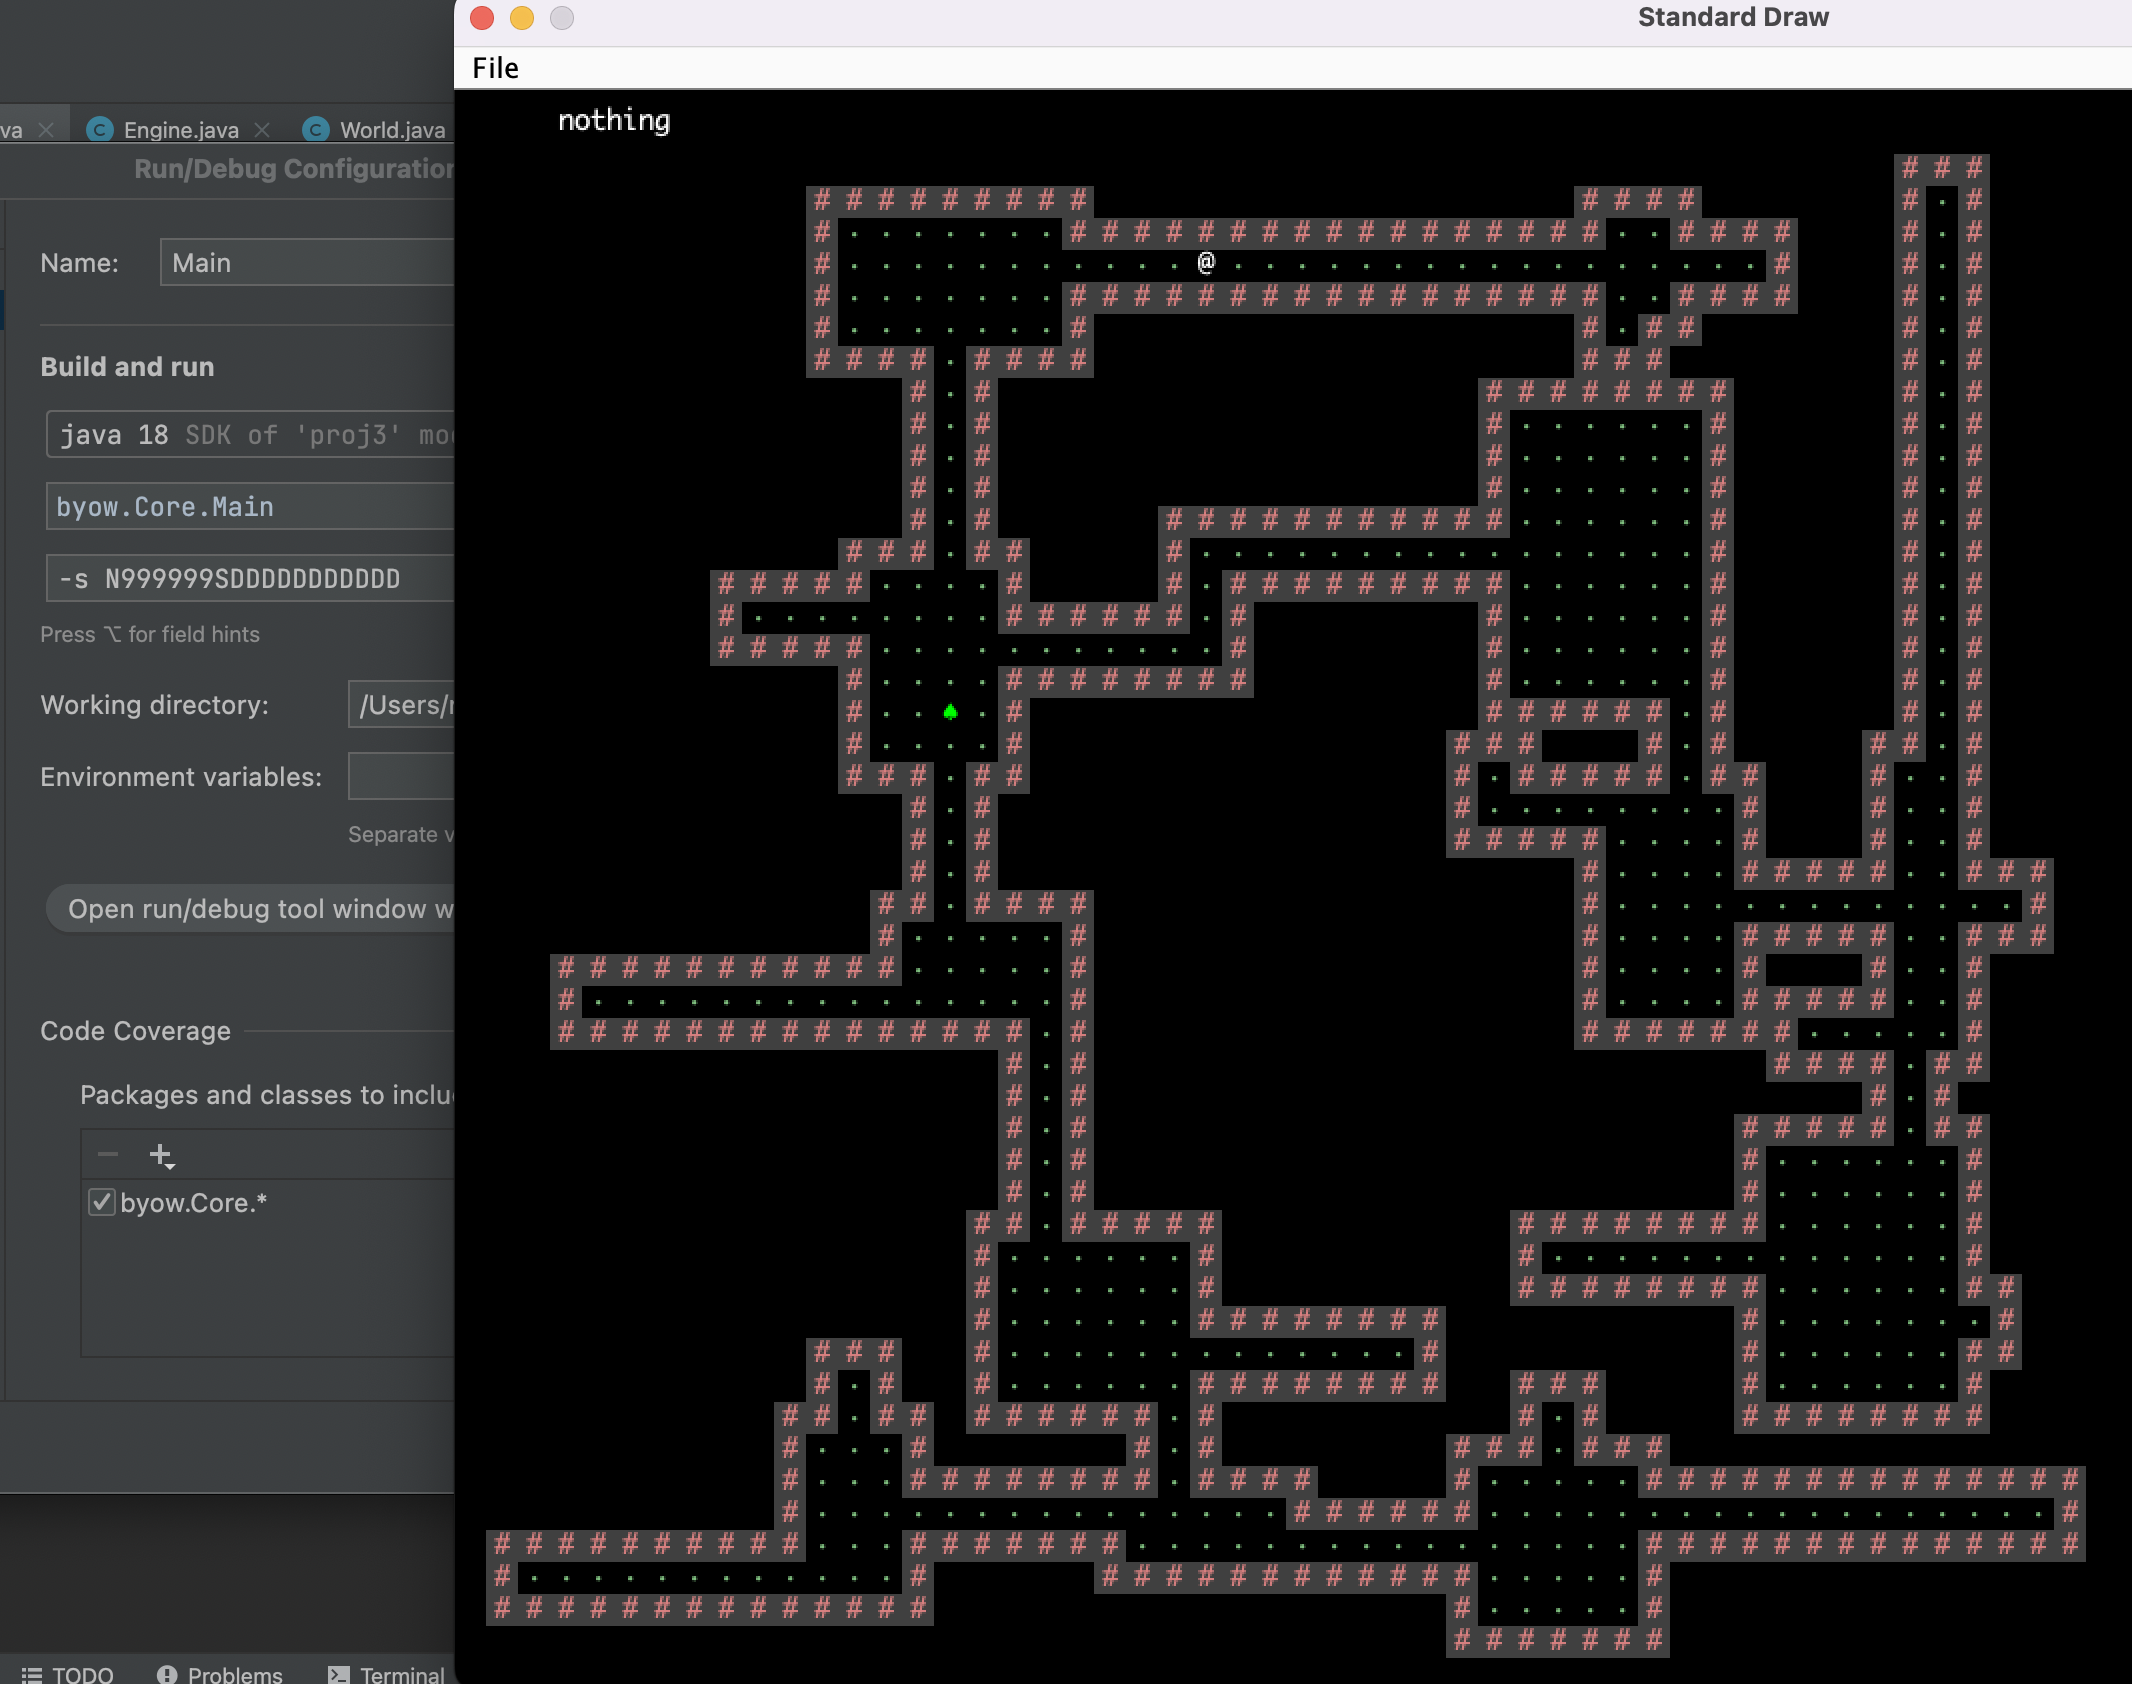 Standard Draw
File
va
Engine.java
World.java
nothing
Run/Debug Configuration
Name:
Main
Build and run
java 18 SDK of 'proj3'
byow.Core.Main
-s N999999SDDDDDDDDDDD
Press ⌥ for field hints
Working directory:
/Users/
Environment variables:
Separate
Open run/debug tool window w
Code Coverage
Packages and classes to inclu
byow.Core.*
TODO
Problems
Terminal